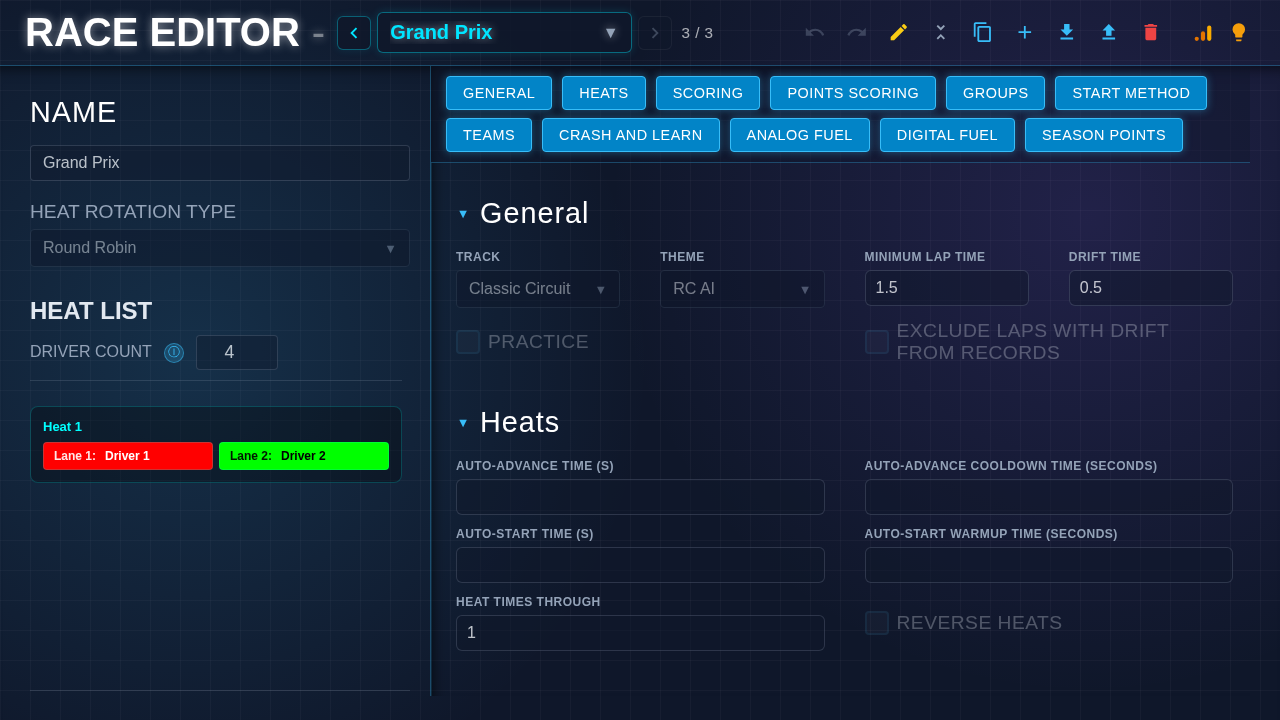 RACE EDITOR - Grand Prix 3 / 3
NAME
Grand Prix
HEAT ROTATION TYPE
Round Robin
HEAT LIST
DRIVER COUNT 4
Heat 1
Lane 1: Driver 1 Lane 2: Driver 2
GENERAL HEATS SCORING POINTS SCORING GROUPS START METHOD
TEAMS CRASH AND LEARN ANALOG FUEL DIGITAL FUEL SEASON POINTS
General
TRACK THEME MINIMUM LAP TIME DRIFT TIME
Classic Circuit RC AI 1.5 0.5
PRACTICE
EXCLUDE LAPS WITH DRIFT
FROM RECORDS
Heats
AUTO-ADVANCE TIME (S) AUTO-ADVANCE COOLDOWN TIME (SECONDS)
AUTO-START TIME (S) AUTO-START WARMUP TIME (SECONDS)
HEAT TIMES THROUGH
1
REVERSE HEATS